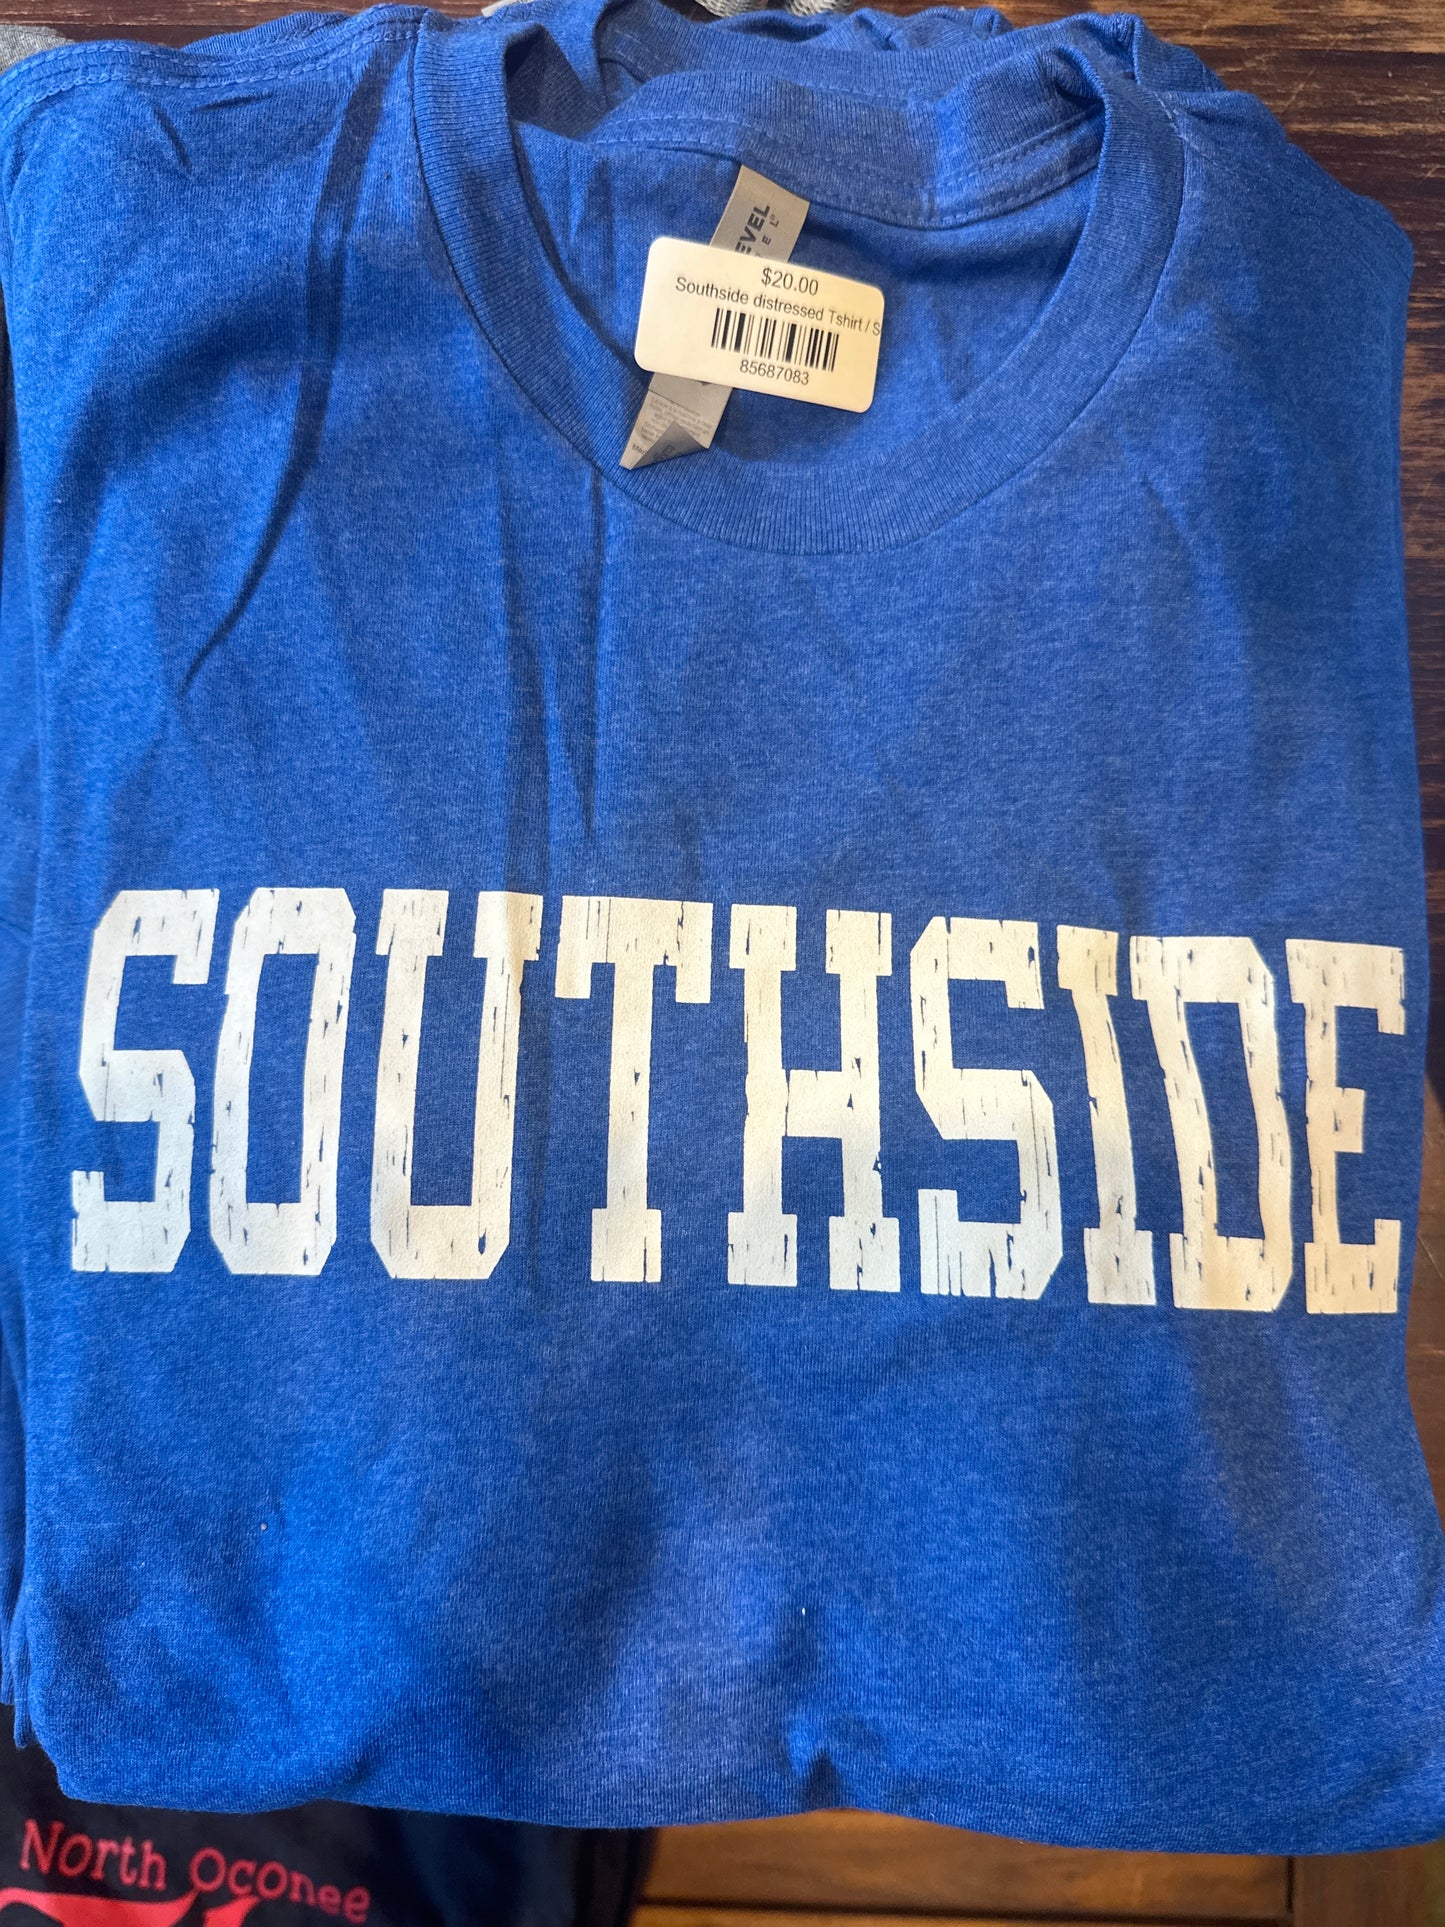 $20.00
Southside distressed Tshirt / S
85687083
SOUTHSIDE
North Oconee